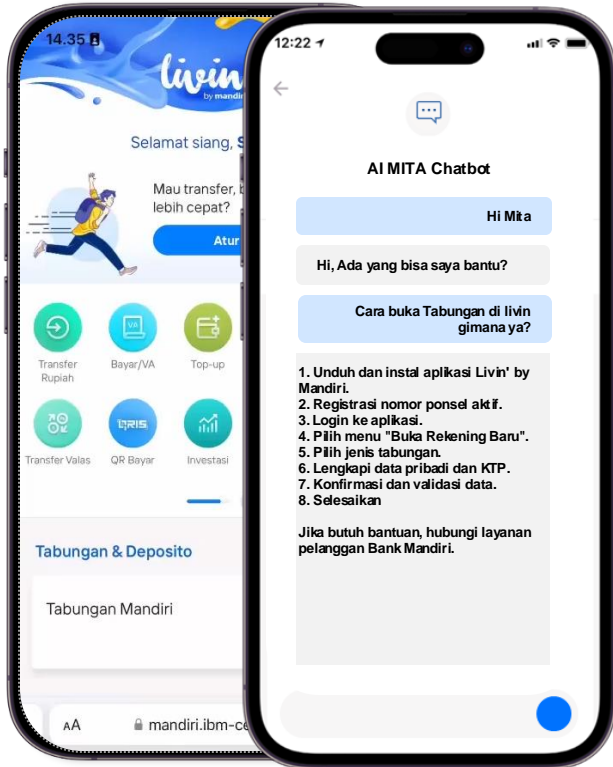 14.35
livin
by mandiri
Selamat siang,
Mau transfer,
lebih cepat?
Atur
Transfer
Rupiah
Bayar/VA
Top-up
VA
QRIS
Transfer Valas
QR Bayar
Investasi
Tabungan & Deposito
Tabungan Mandiri
AA
mandiri.ibm-ce
12:22
AI MITA Chatbot
Hi Mita
Hi, Ada yang bisa saya bantu?
Cara buka Tabungan di livin
gimana ya?
1. Unduh dan instal aplikasi Livin' by
Mandiri.
2. Registrasi nomor ponsel aktif.
3. Login ke aplikasi.
4. Pilih menu "Buka Rekening Baru".
5. Pilih jenis tabungan.
6. Lengkapi data pribadi dan KTP.
7. Konfirmasi dan validasi data.
8. Selesaikan
Jika butuh bantuan, hubungi layanan
pelanggan Bank Mandiri.